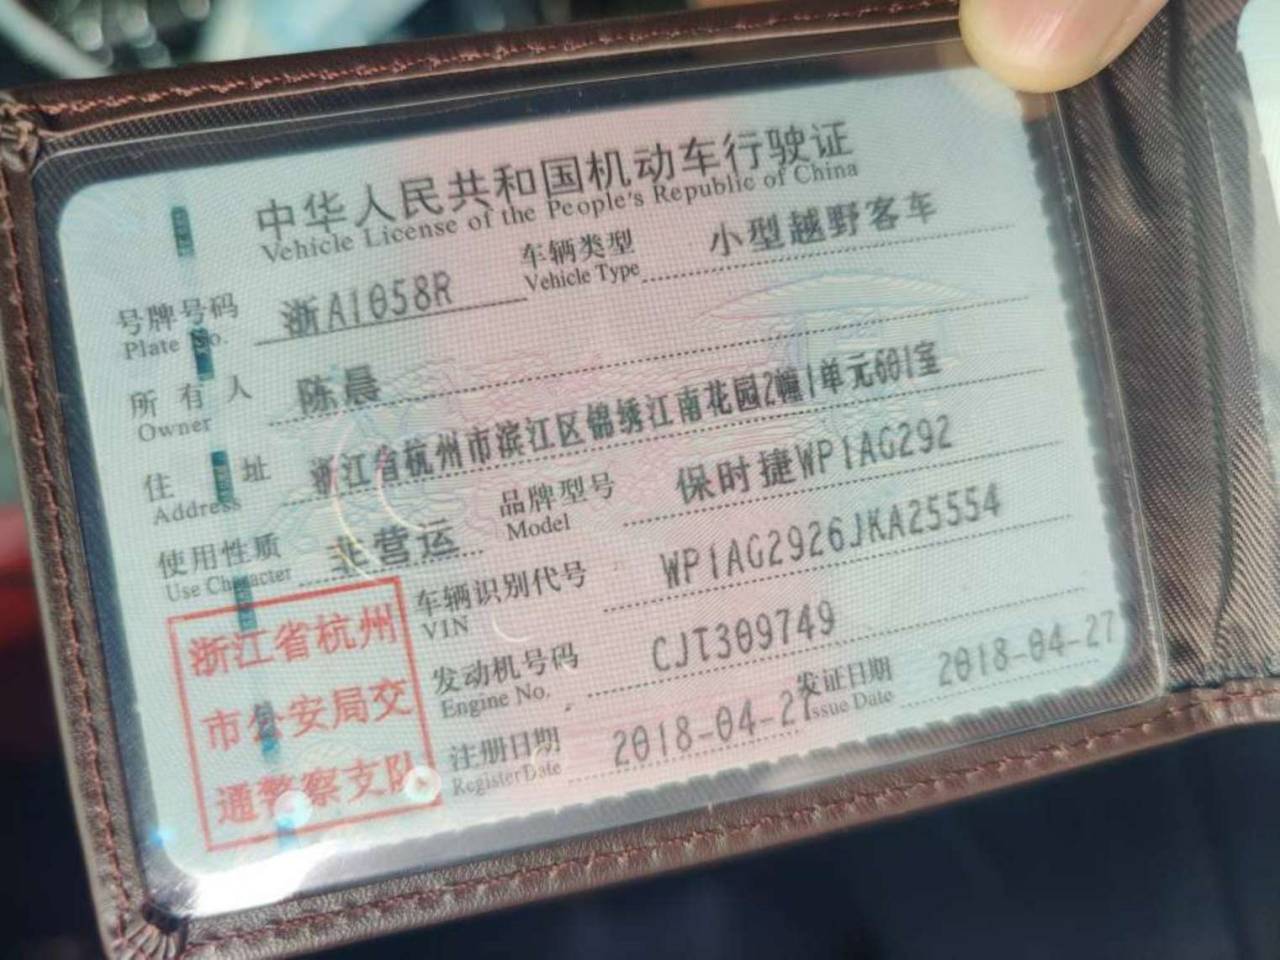 中华人民共和国机动车行驶证
Vehicle License of the People's Republic of China
号牌号码 浙A1058R 车辆类型 小型越野客车
Plate No. Vehicle Type
所有人 陈晨
Owner
住址 浙江省杭州市滨江区锦绣江南花园2幢1单元601室
Address
使用性质 非营运 品牌型号 保时捷WP1AG292
Use Character Model
车辆识别代号 WP1AG2926JKA25554
VIN
发动机号码 CJT309749
Engine No.
注册日期 2018-04-27 发证日期 2018-04-27
Register Date Issue Date
浙江省杭州
市公安局交
通警察支队